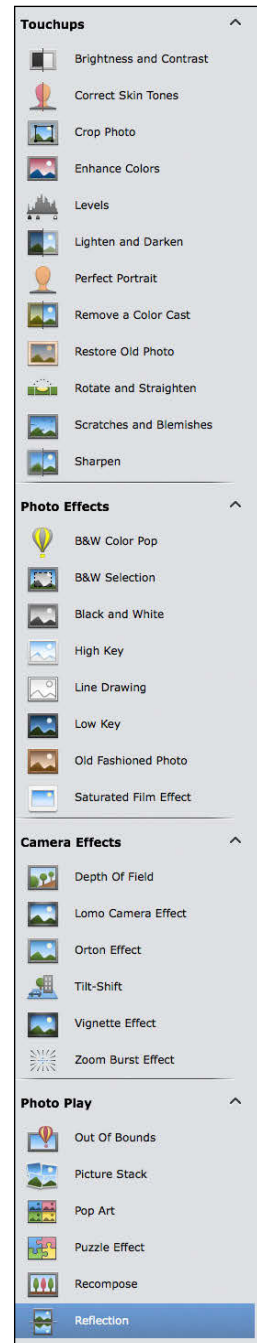 Touchups
Brightness and Contrast
Correct Skin Tones
Crop Photo
Enhance Colors
Levels
Lighten and Darken
Perfect Portrait
Remove a Color Cast
Restore Old Photo
Rotate and Straighten
Scratches and Blemishes
Sharpen
Photo Effects
B&W Color Pop
B&W Selection
Black and White
High Key
Line Drawing
Low Key
Old Fashioned Photo
Saturated Film Effect
Camera Effects
Depth Of Field
Lomo Camera Effect
Orton Effect
Tilt-Shift
Vignette Effect
Zoom Burst Effect
Photo Play
Out Of Bounds
Picture Stack
Pop Art
Puzzle Effect
Recompose
Reflection